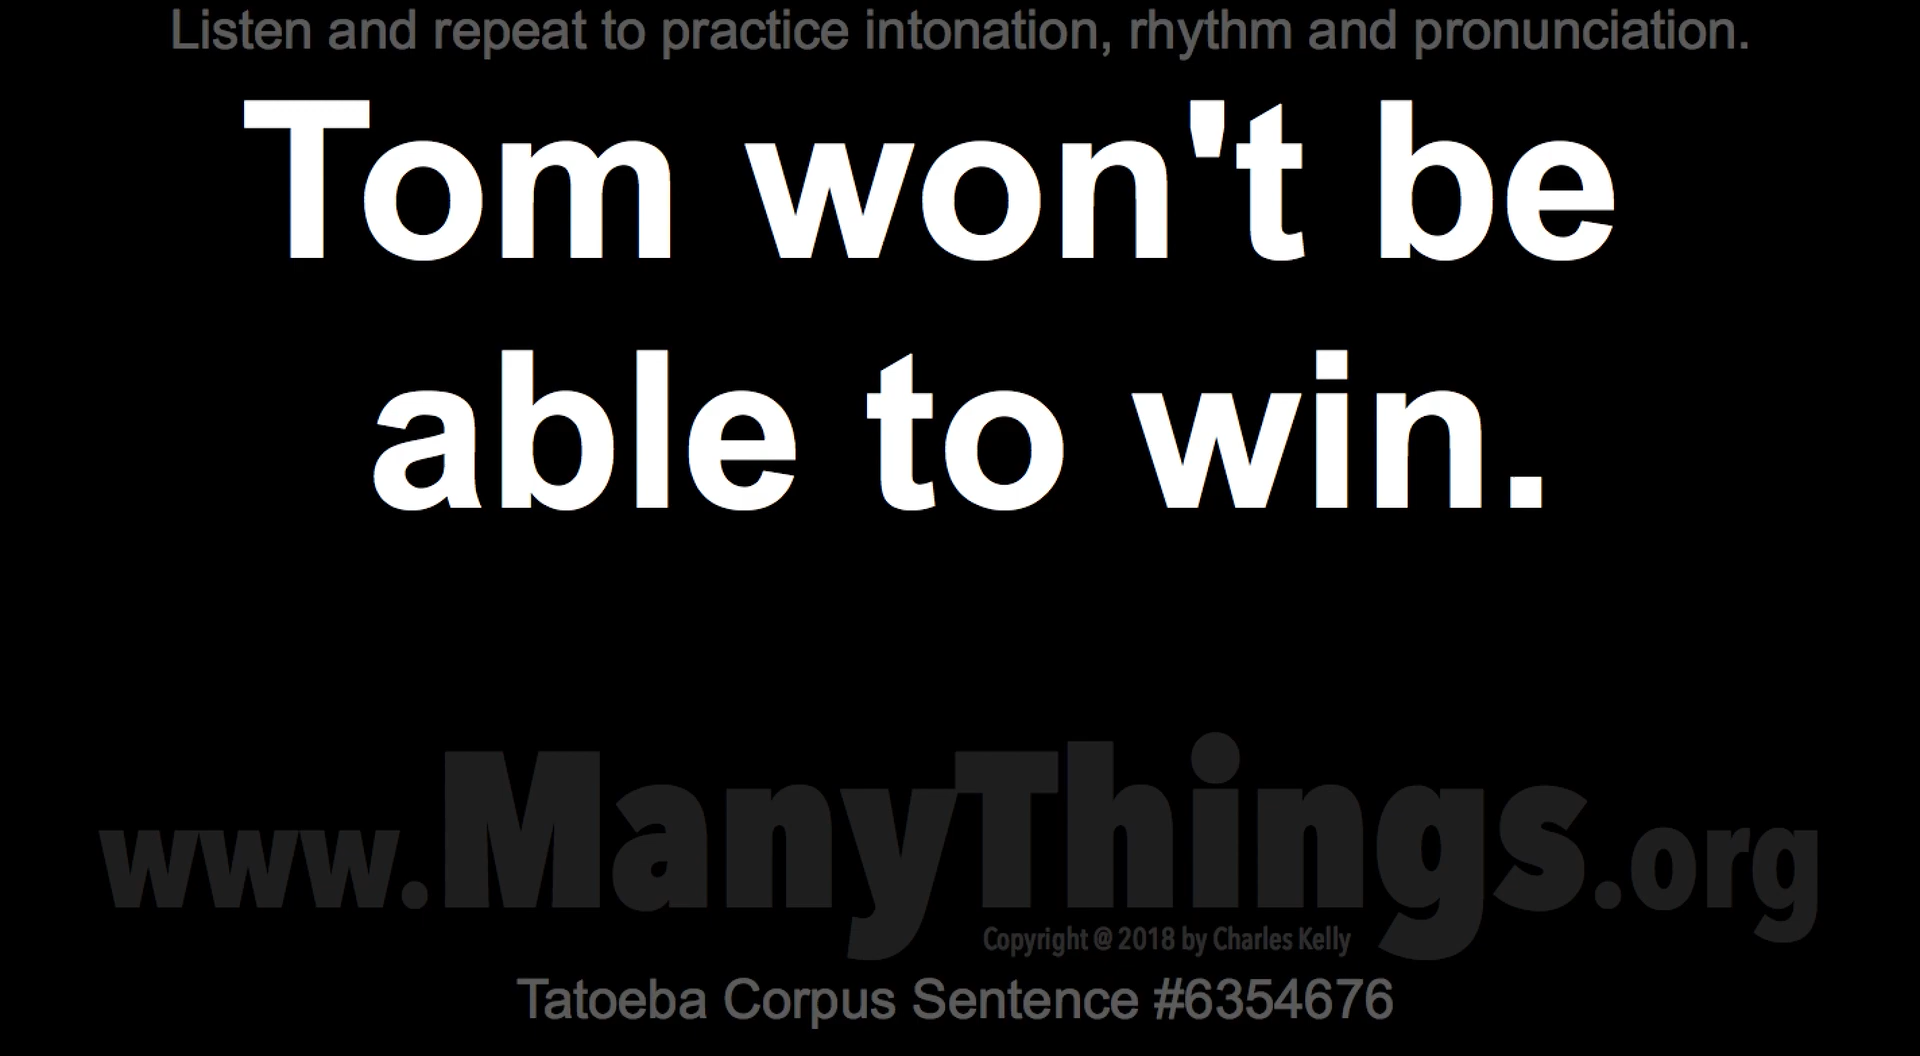 Listen and repeat to practice intonation, rhythm and pronunciation.
Tom won't be
able to win.
www.ManyThings.org
Copyright @ 2018 by Charles Kelly
Tatoeba Corpus Sentence #6354676